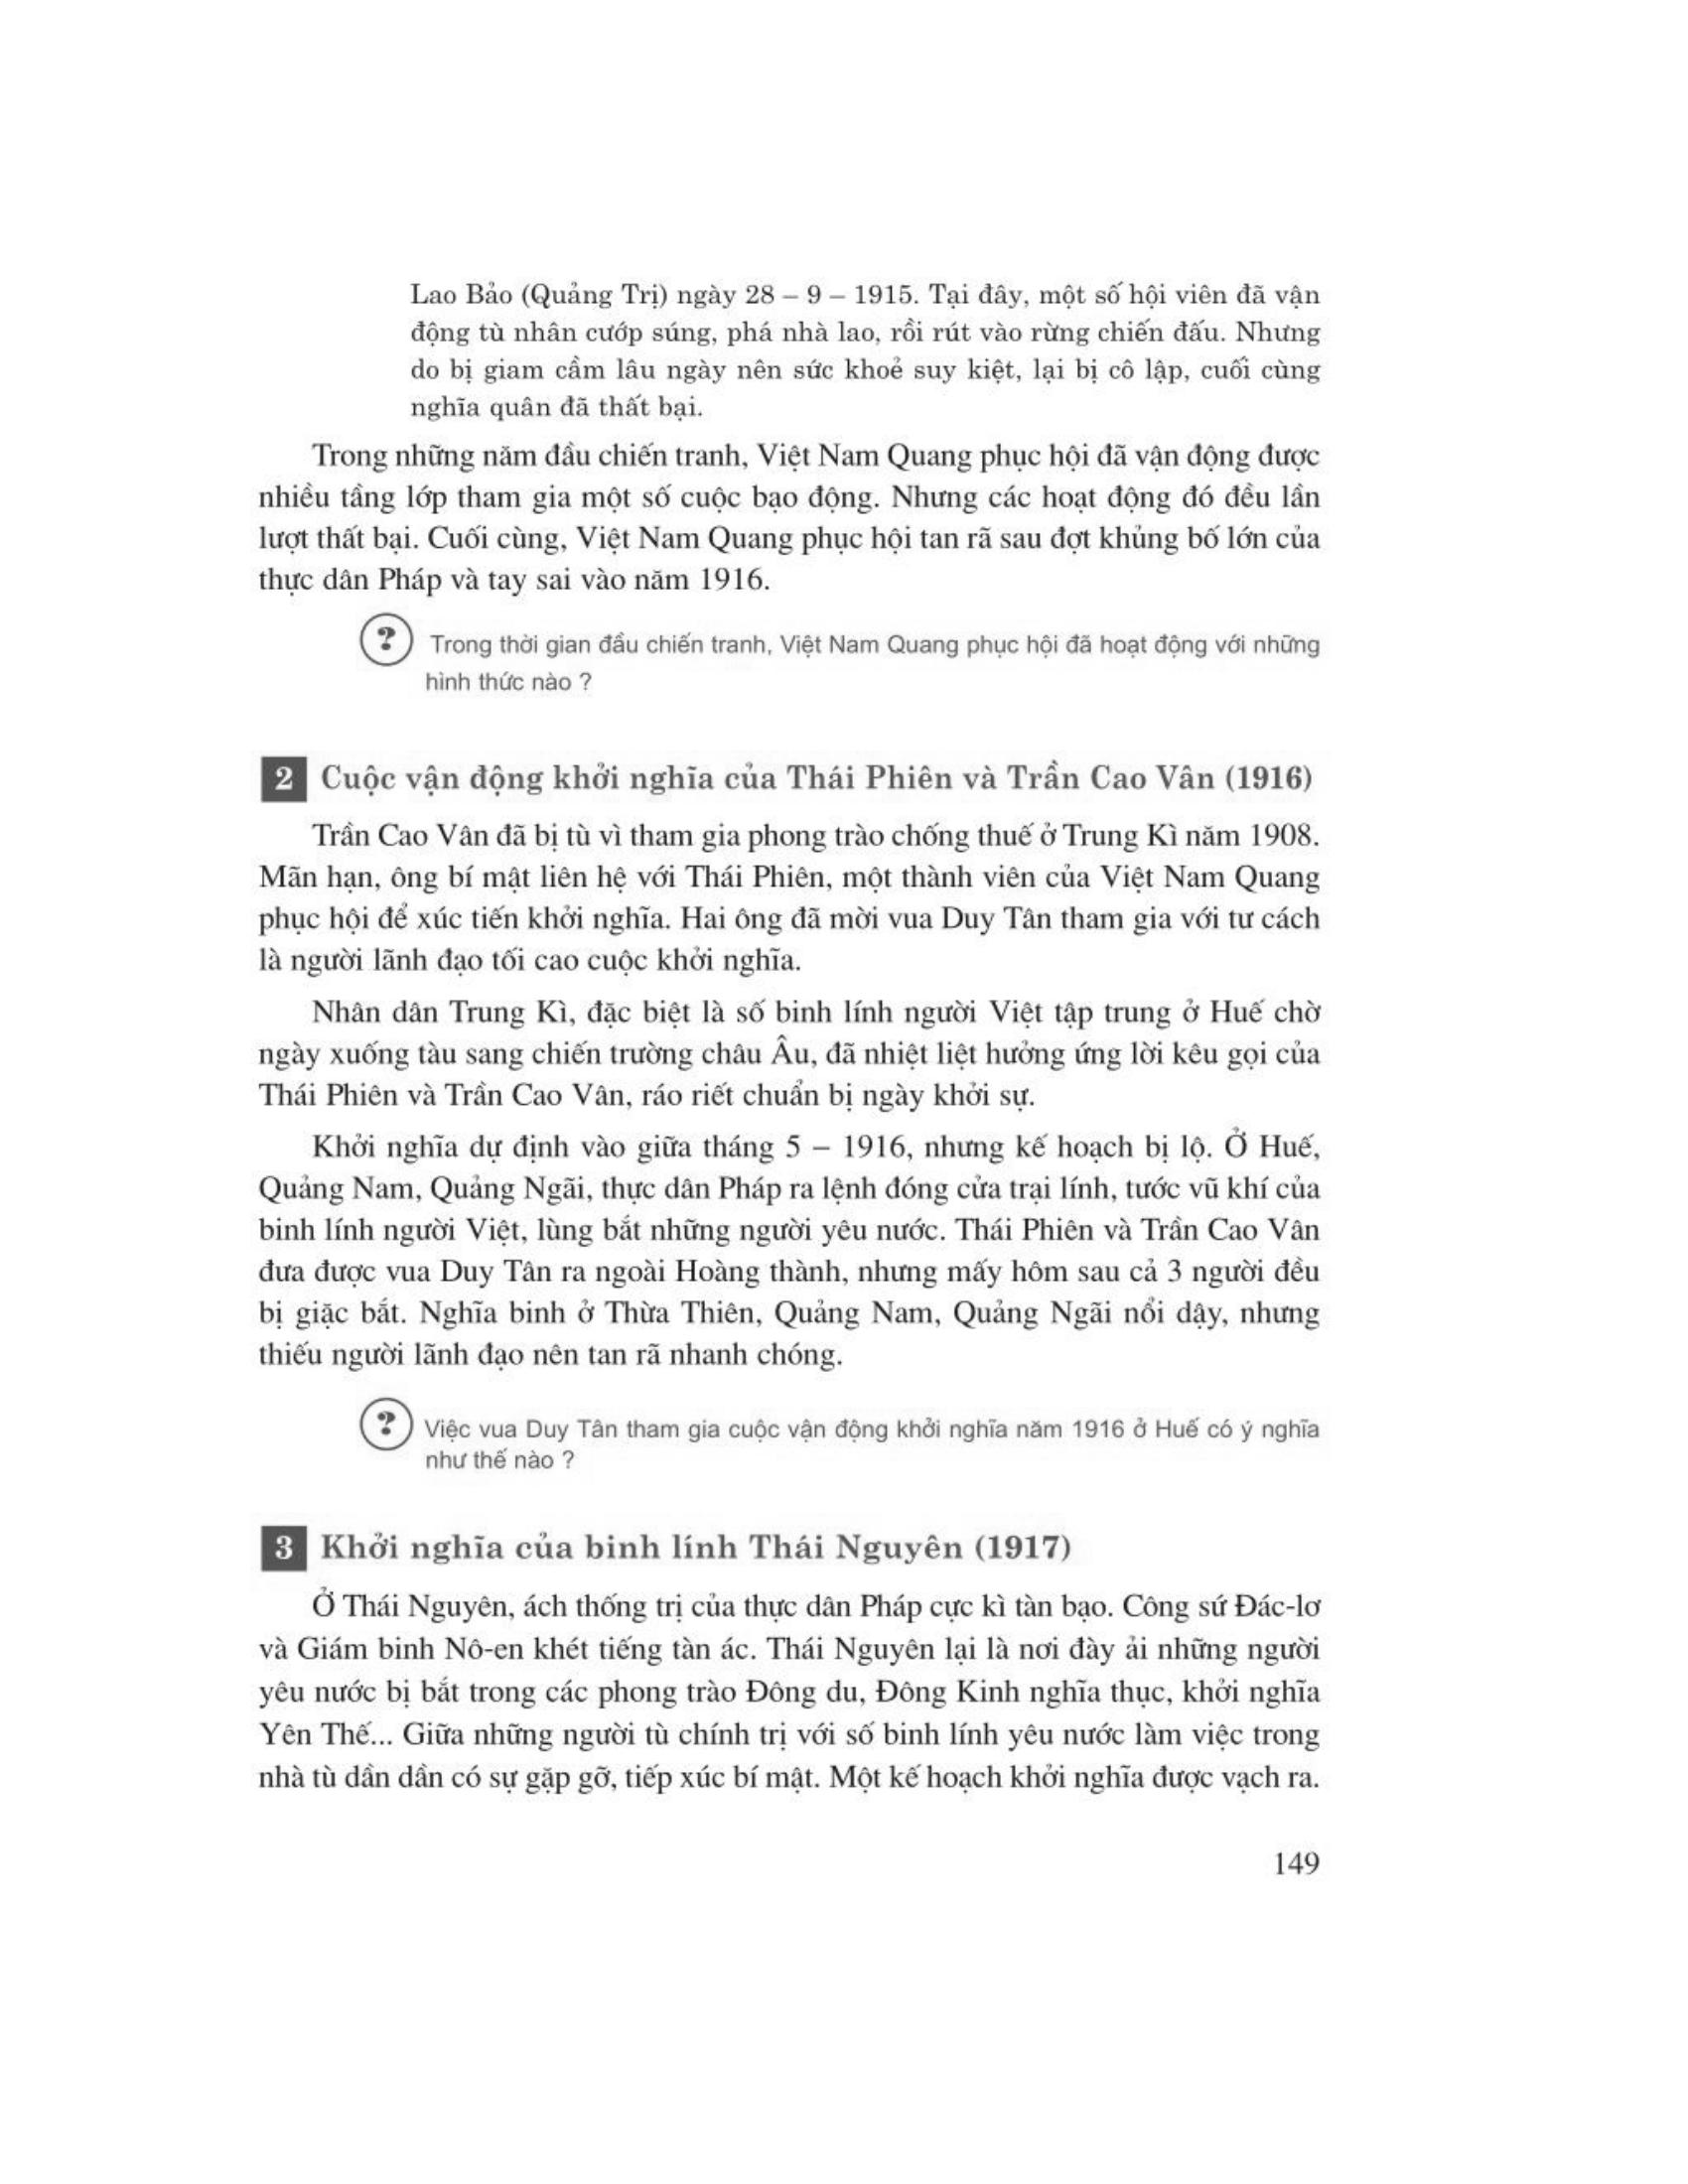 Lao Bảo (Quảng Trị) ngày 28 – 9 – 1915. Tại đây, một số hội viên đã vận
động tù nhân cướp súng, phá nhà lao, rồi rút vào rừng chiến đấu. Nhưng
do bị giam cầm lâu ngày nên sức khoẻ suy kiệt, lại bị cô lập, cuối cùng
nghĩa quân đã thất bại.
Trong những năm đầu chiến tranh, Việt Nam Quang phục hội đã vận động được
nhiều tầng lớp tham gia một số cuộc bạo động. Nhưng các hoạt động đó đều lần
lượt thất bại. Cuối cùng, Việt Nam Quang phục hội tan rã sau đợt khủng bố lớn của
thực dân Pháp và tay sai vào năm 1916.
? Trong thời gian đầu chiến tranh, Việt Nam Quang phục hội đã hoạt động với những
hình thức nào ?
2 Cuộc vận động khởi nghĩa của Thái Phiên và Trần Cao Vân (1916)
Trần Cao Vân đã bị tù vì tham gia phong trào chống thuế ở Trung Kì năm 1908.
Mãn hạn, ông bí mật liên hệ với Thái Phiên, một thành viên của Việt Nam Quang
phục hội để xúc tiến khởi nghĩa. Hai ông đã mời vua Duy Tân tham gia với tư cách
là người lãnh đạo tối cao cuộc khởi nghĩa.
Nhân dân Trung Kì, đặc biệt là số binh lính người Việt tập trung ở Huế chờ
ngày xuống tàu sang chiến trường châu Âu, đã nhiệt liệt hưởng ứng lời kêu gọi của
Thái Phiên và Trần Cao Vân, ráo riết chuẩn bị ngày khởi sự.
Khởi nghĩa dự định vào giữa tháng 5 – 1916, nhưng kế hoạch bị lộ. Ở Huế,
Quảng Nam, Quảng Ngãi, thực dân Pháp ra lệnh đóng cửa trại lính, tước vũ khí của
binh lính người Việt, lùng bắt những người yêu nước. Thái Phiên và Trần Cao Vân
đưa được vua Duy Tân ra ngoài Hoàng thành, nhưng mấy hôm sau cả 3 người đều
bị giặc bắt. Nghĩa binh ở Thừa Thiên, Quảng Nam, Quảng Ngãi nổi dậy, nhưng
thiếu người lãnh đạo nên tan rã nhanh chóng.
? Việc vua Duy Tân tham gia cuộc vận động khởi nghĩa năm 1916 ở Huế có ý nghĩa
như thế nào ?
3 Khởi nghĩa của binh lính Thái Nguyên (1917)
Ở Thái Nguyên, ách thống trị của thực dân Pháp cực kì tàn bạo. Công sứ Đác-lơ
và Giám binh Nô-en khét tiếng tàn ác. Thái Nguyên lại là nơi đày ải những người
yêu nước bị bắt trong các phong trào Đông du, Đông Kinh nghĩa thục, khởi nghĩa
Yên Thế... Giữa những người tù chính trị với số binh lính yêu nước làm việc trong
nhà tù dần dần có sự gặp gỡ, tiếp xúc bí mật. Một kế hoạch khởi nghĩa được vạch ra.
149